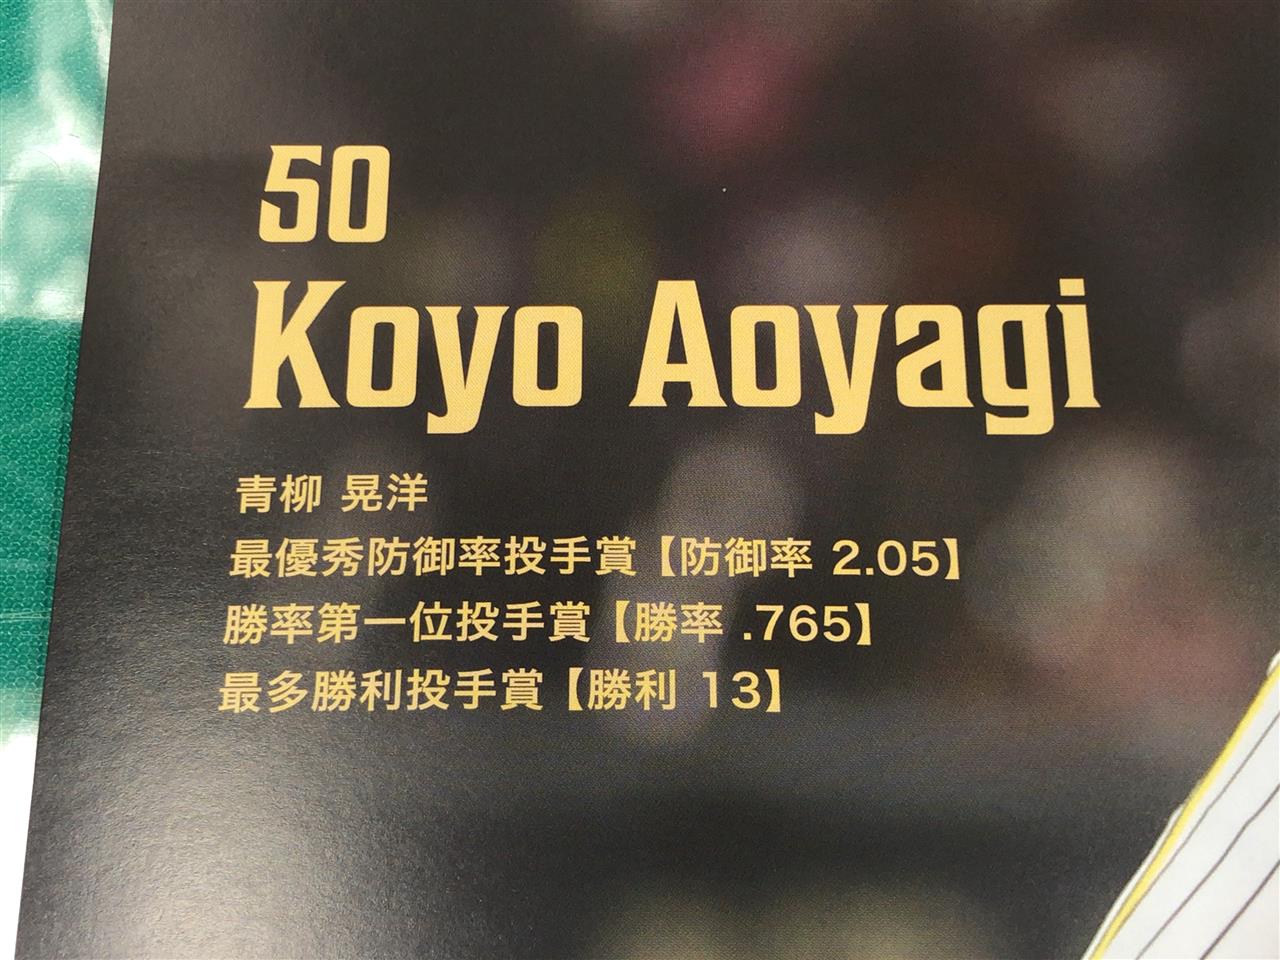 50
Koyo Aoyagi
青柳 晃洋
最優秀防御率投手賞【防御率 2.05】
勝率第一位投手賞【勝率 .765】
最多勝利投手賞【勝利 13】